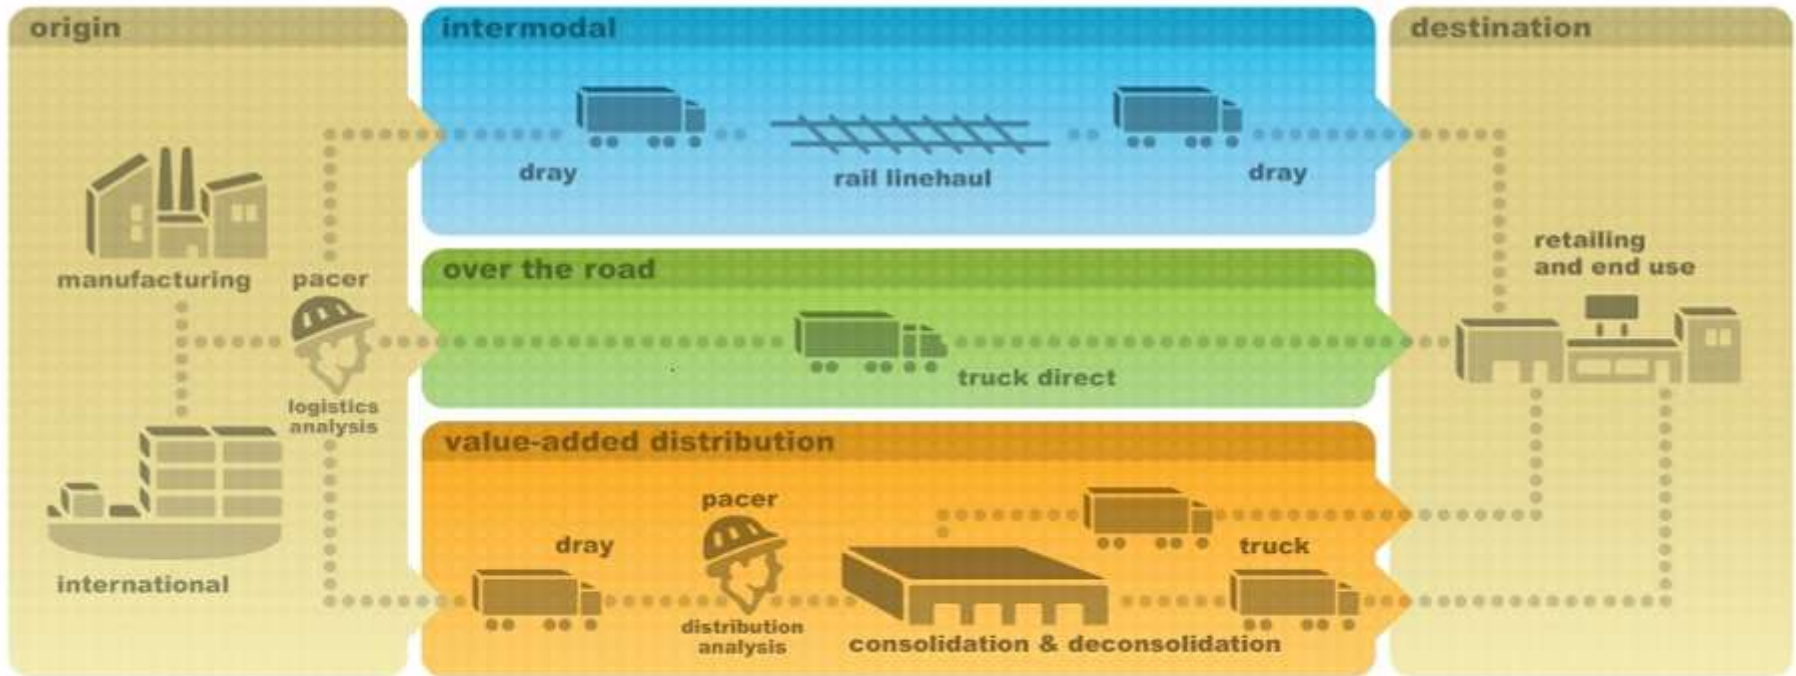 origin
manufacturing
pacer
logistics
analysis
international
intermodal
dray
rail linehaul
dray
over the road
truck direct
value-added distribution
dray
pacer
distribution
analysis
consolidation & deconsolidation
truck
destination
retailing
and end use